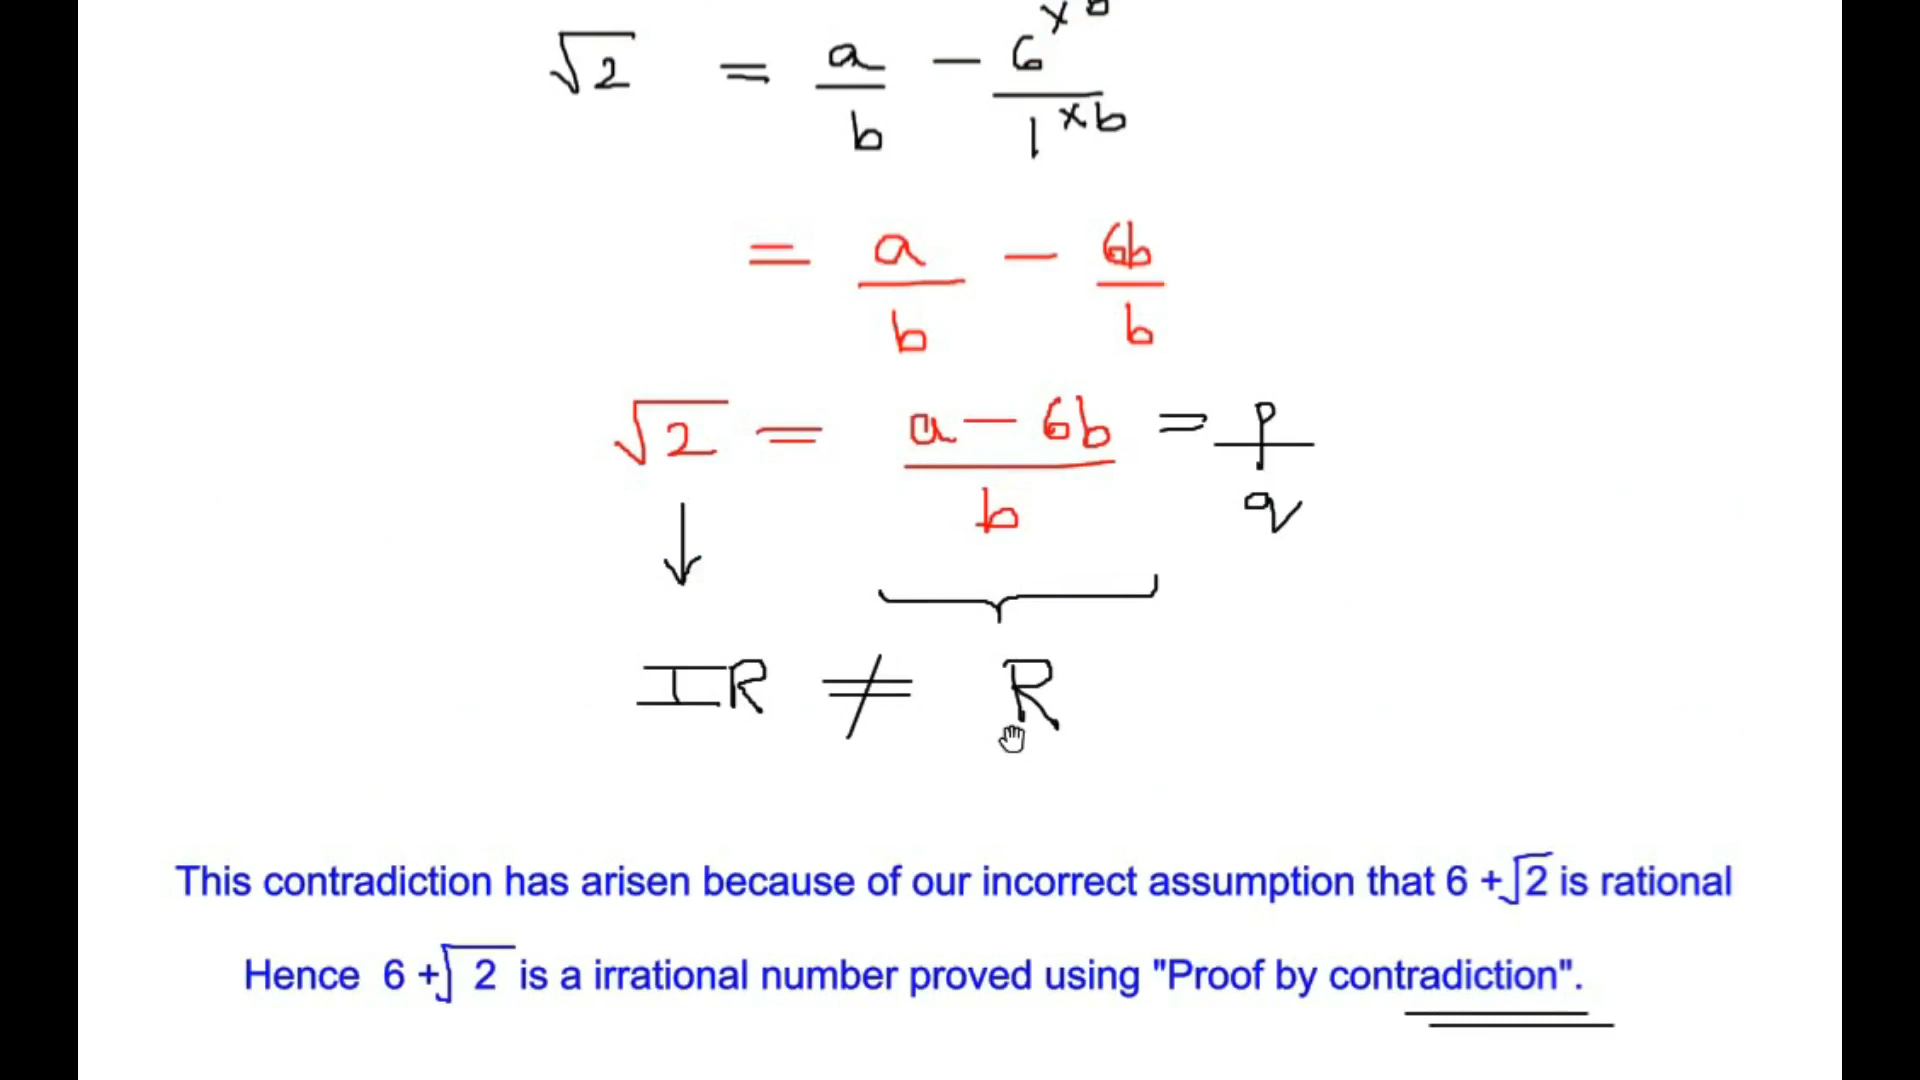 √2 = a/b − 6×b/1×b
= a/b − 6b/b
√2 = a − 6b/b = p/q
↓
IR ≠ R
This contradiction has arisen because of our incorrect assumption that 6 +√2 is rational
Hence 6 +√2 is a irrational number proved using "Proof by contradiction".